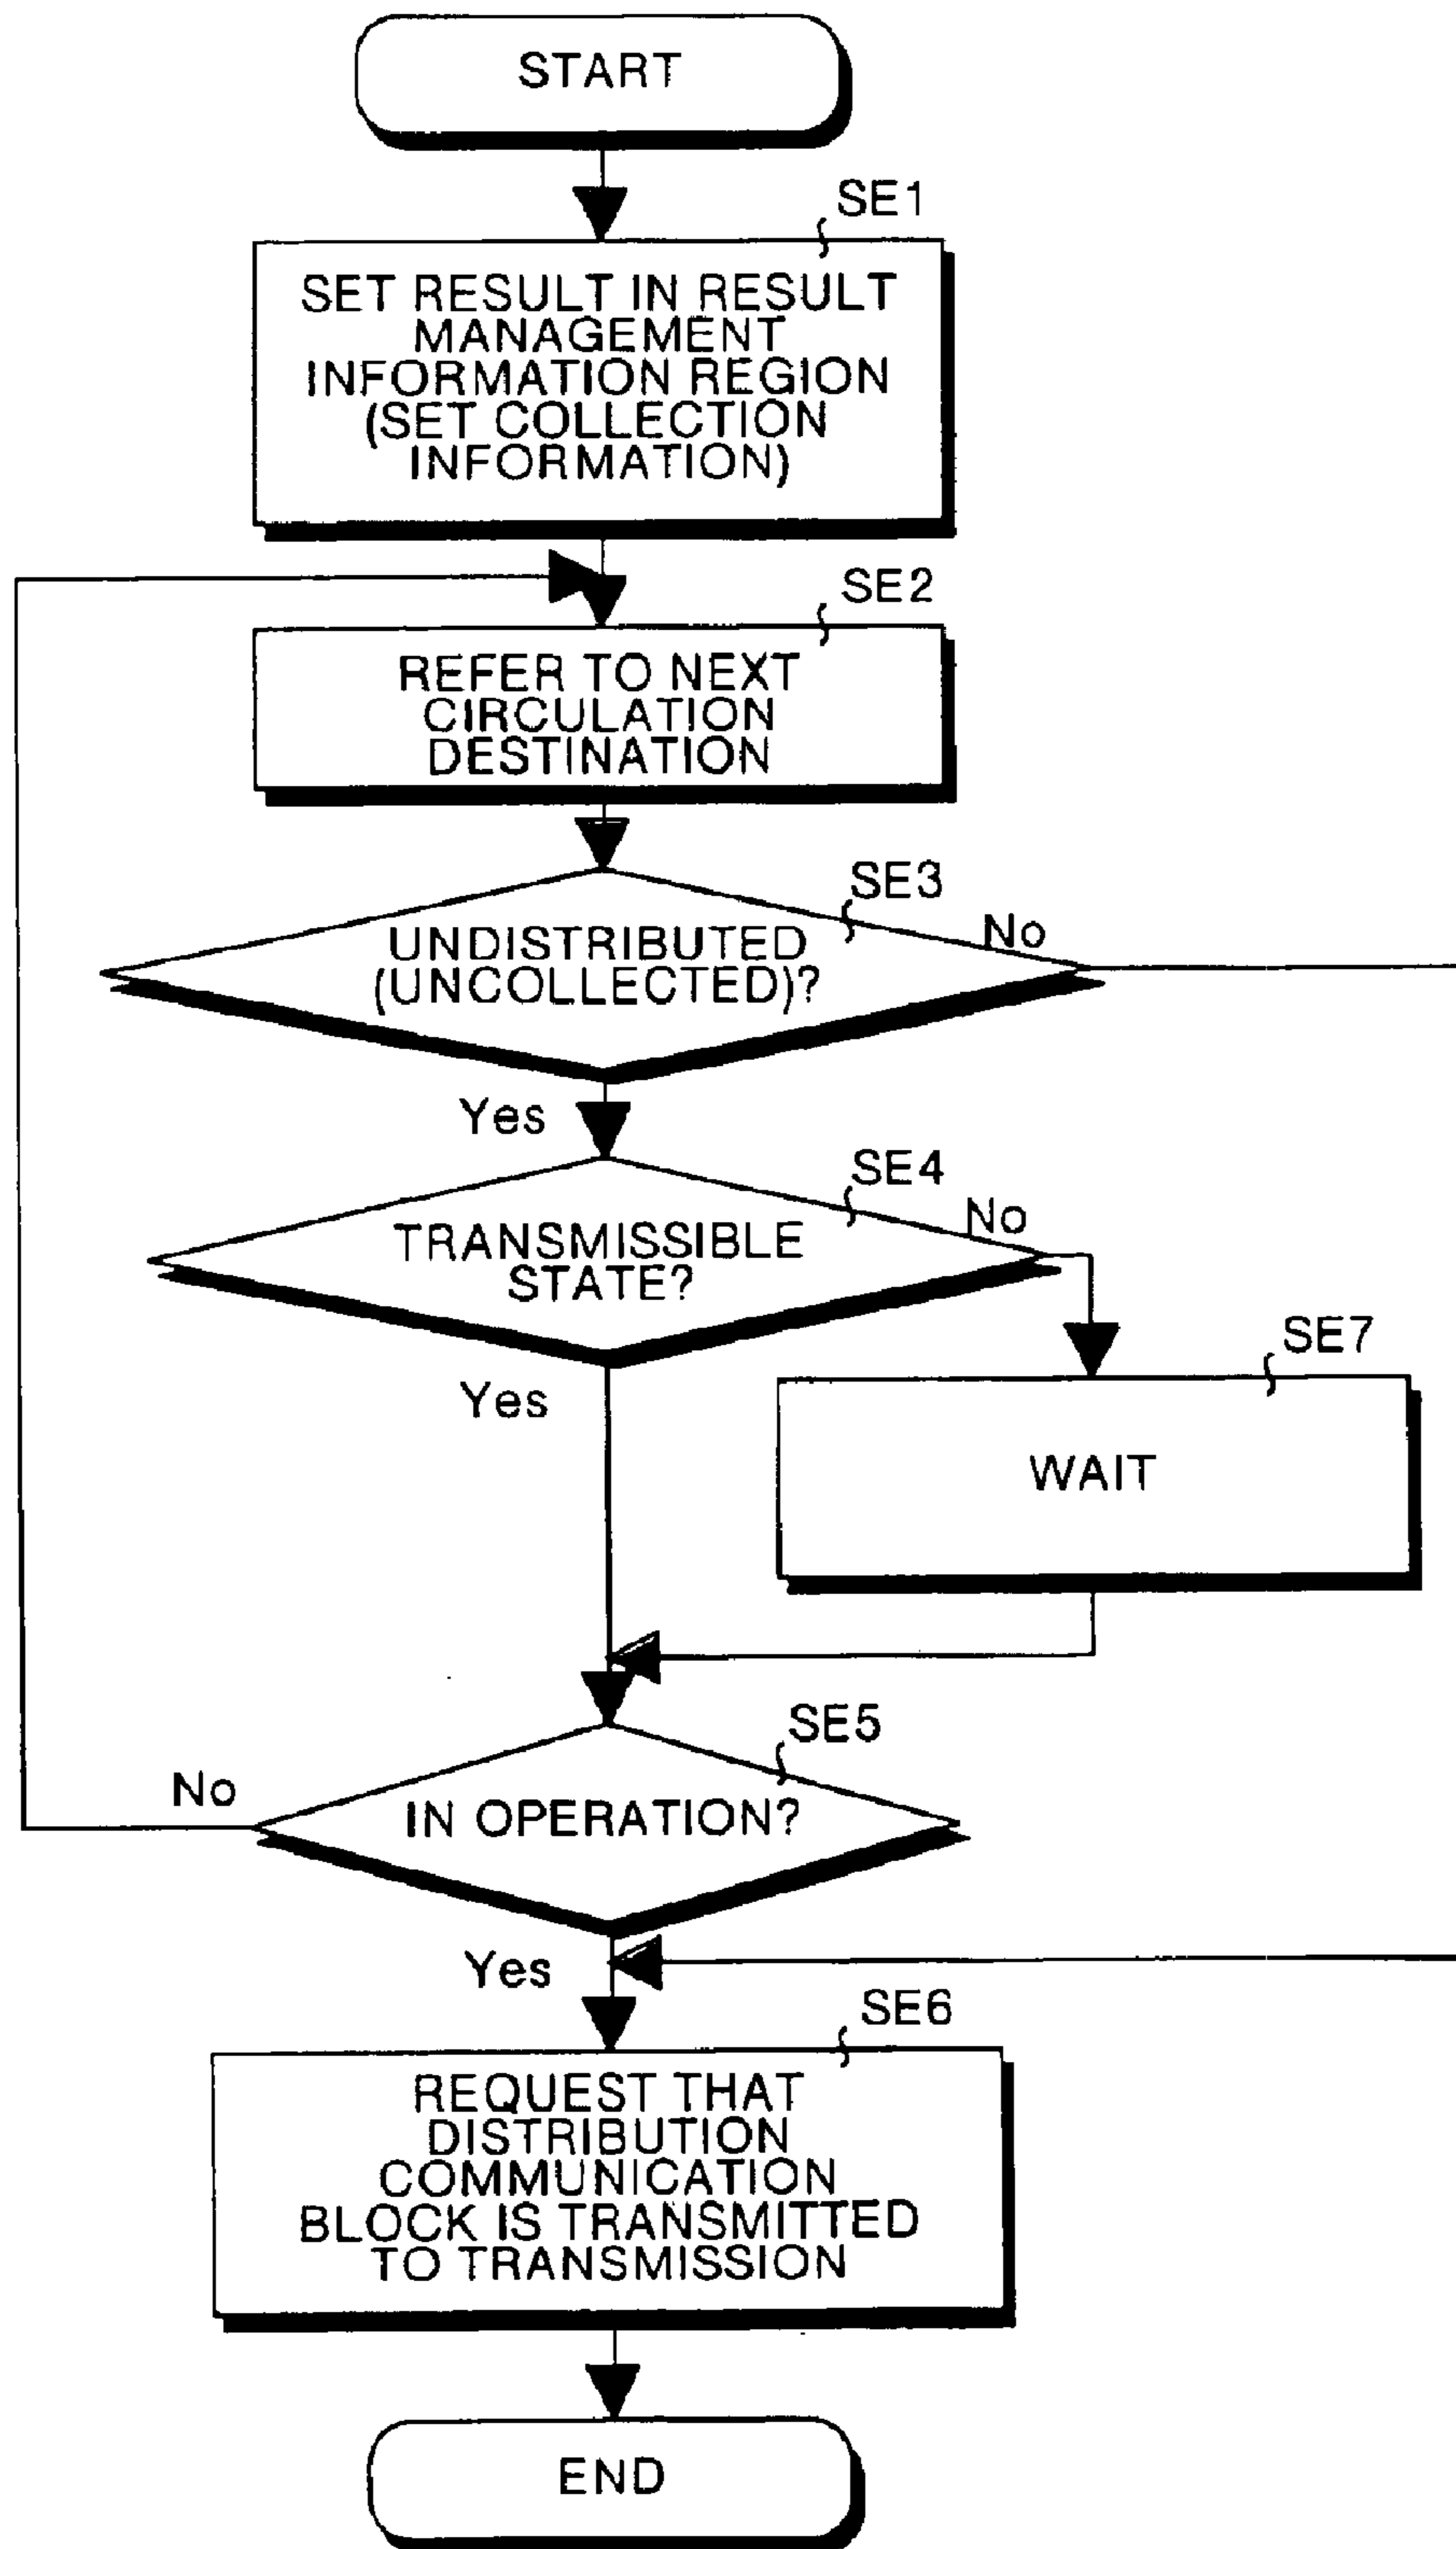 START
SE1
SET RESULT IN RESULT
MANAGEMENT
INFORMATION REGION
(SET COLLECTION
INFORMATION)
SE2
REFER TO NEXT
CIRCULATION
DESTINATION
SE3
No
UNDISTRIBUTED
(UNCOLLECTED)?
Yes
SE4
No
TRANSMISSIBLE
STATE?
Yes
SE7
WAIT
SE5
No
IN OPERATION?
Yes
SE6
REQUEST THAT
DISTRIBUTION
COMMUNICATION
BLOCK IS TRANSMITTED
TO TRANSMISSION
END